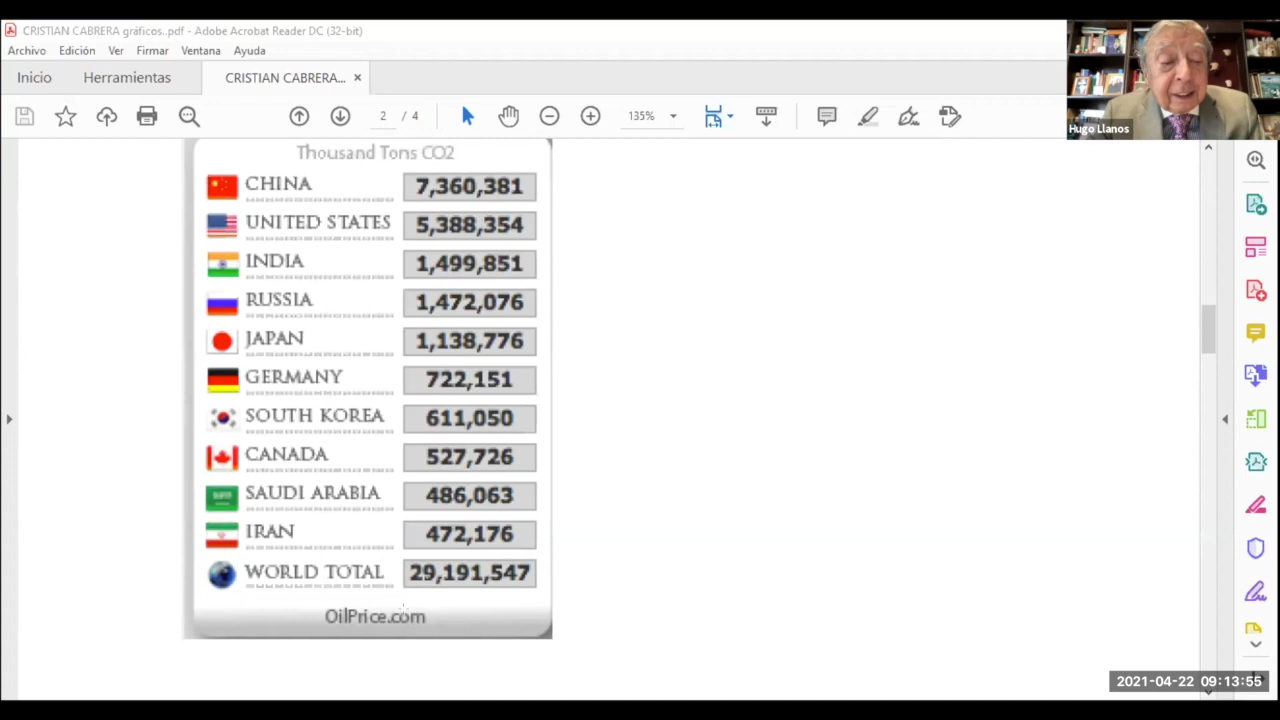 CRISTIAN CABRERA gráficos..pdf - Adobe Acrobat Reader DC (32-bit)
Archivo Edición Ver Firmar Ventana Ayuda
Inicio Herramientas CRISTIAN CABRERA... ×
2 / 4 135%
Hugo Llanos
Thousand Tons CO2
CHINA 7,360,381
UNITED STATES 5,388,354
INDIA 1,499,851
RUSSIA 1,472,076
JAPAN 1,138,776
GERMANY 722,151
SOUTH KOREA 611,050
CANADA 527,726
SAUDI ARABIA 486,063
IRAN 472,176
WORLD TOTAL 29,191,547
OilPrice.com
2021-04-22 09:13:55